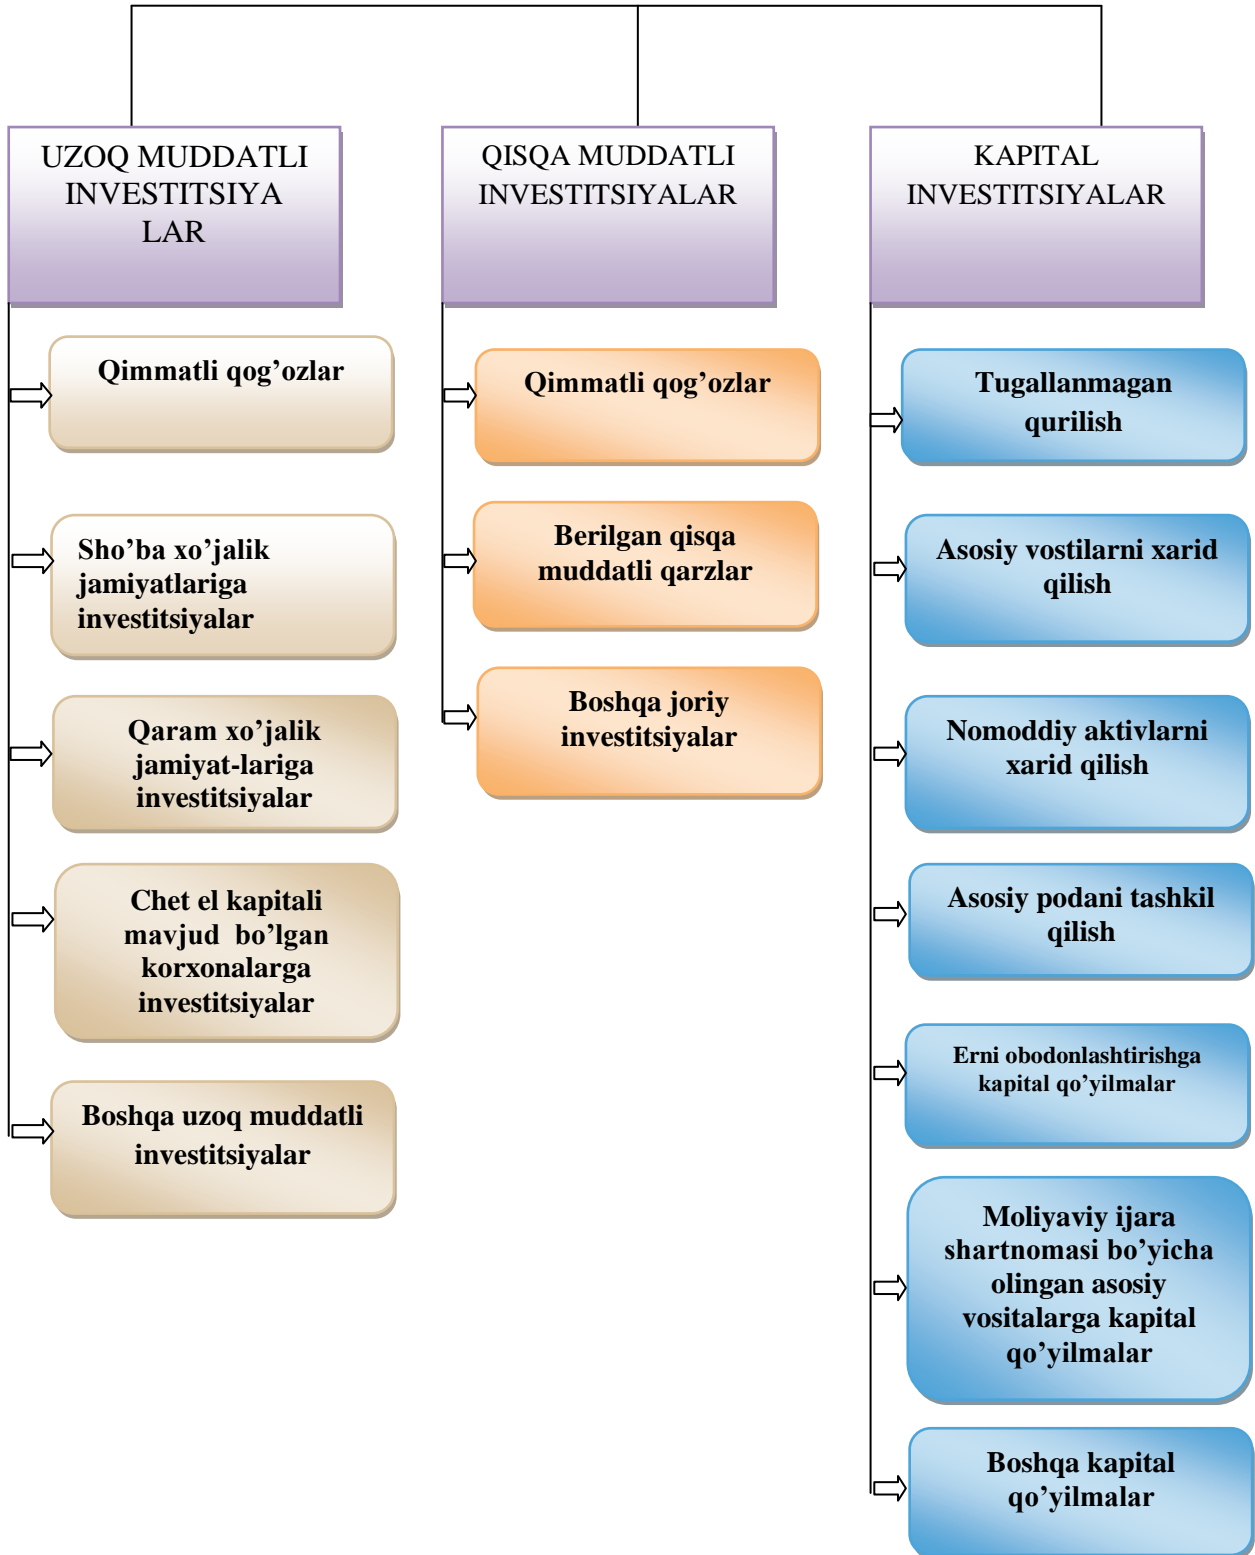 UZOQ MUDDATLI
INVESTITSIYA
LAR
Qimmatli qog’ozlar
Sho’ba xo’jalik
jamiyatlariga
investitsiyalar
Qaram xo’jalik
jamiyat-lariga
investitsiyalar
Chet el kapitali
mavjud bo’lgan
korxonalarga
investitsiyalar
Boshqa uzoq muddatli
investitsiyalar
QISQA MUDDATLI
INVESTITSIYALAR
Qimmatli qog’ozlar
Berilgan qisqa
muddatli qarzlar
Boshqa joriy
investitsiyalar
KAPITAL
INVESTITSIYALAR
Tugallanmagan
qurilish
Asosiy vostilarni xarid
qilish
Nomoddiy aktivlarni
xarid qilish
Asosiy podani tashkil
qilish
Erni obodonlashtirishga
kapital qo’yilmalar
Moliyaviy ijara
shartnomasi bo’yicha
olingan asosiy
vositalarga kapital
qo’yilmalar
Boshqa kapital
qo’yilmalar